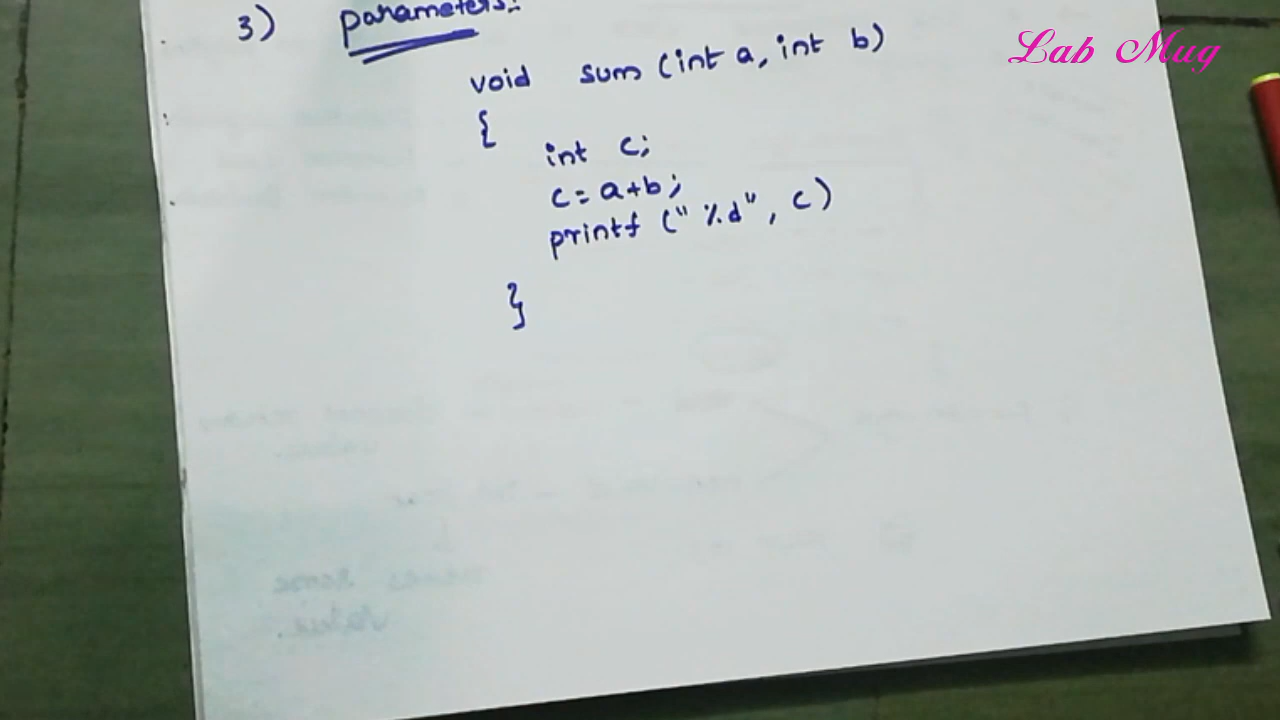 Lab Mug
3) parameters:
void sum (int a, int b)
{
int c;
c = a+b;
printf ("%d", c)
}